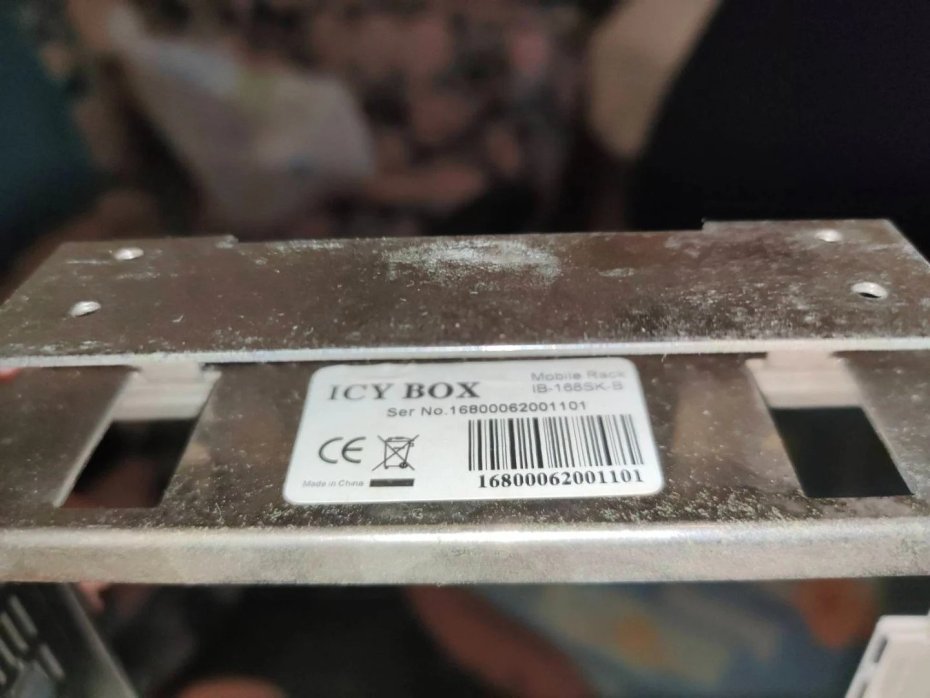 ICY BOX
Mobile Rack
IB-168SK-B
Ser No.16800062001101
CE
Made in China
16800062001101